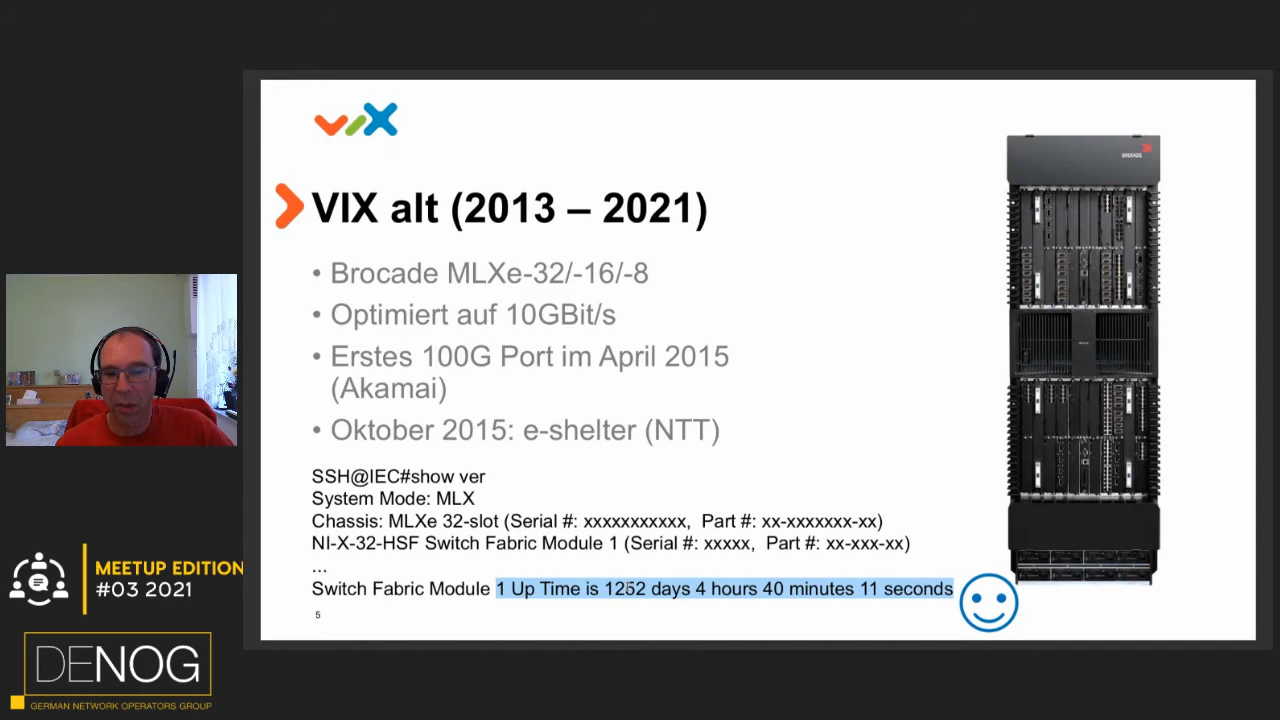 vix
BROCADE
VIX alt (2013 – 2021)
• Brocade MLXe-32/-16/-8
• Optimiert auf 10GBit/s
• Erstes 100G Port im April 2015
(Akamai)
• Oktober 2015: e-shelter (NTT)
SSH@IEC#show ver
System Mode: MLX
Chassis: MLXe 32-slot (Serial #: xxxxxxxxxxx, Part #: xx-xxxxxxx-xx)
NI-X-32-HSF Switch Fabric Module 1 (Serial #: xxxxx, Part #: xx-xxx-xx)
...
Switch Fabric Module 1 Up Time is 1252 days 4 hours 40 minutes 11 seconds
5
MEETUP EDITION
#03 2021
DENOG
GERMAN NETWORK OPERATORS GROUP